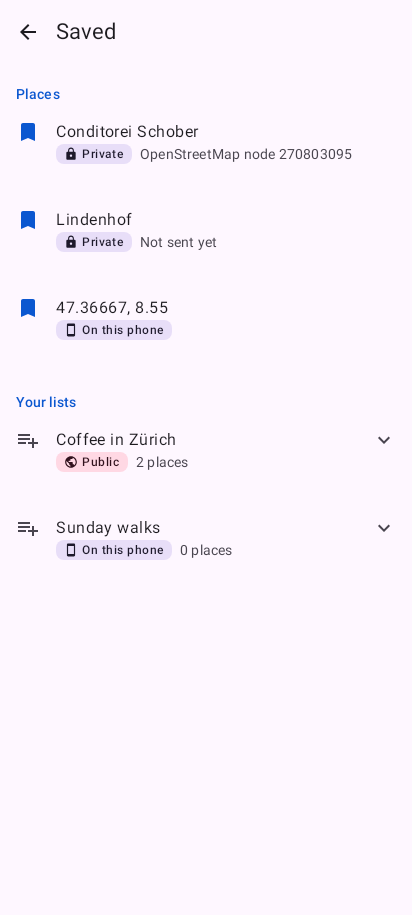 Saved
Places
Conditorei Schober
Private OpenStreetMap node 270803095
Lindenhof
Private Not sent yet
47.36667, 8.55
On this phone
Your lists
Coffee in Zürich
Public 2 places
Sunday walks
On this phone 0 places